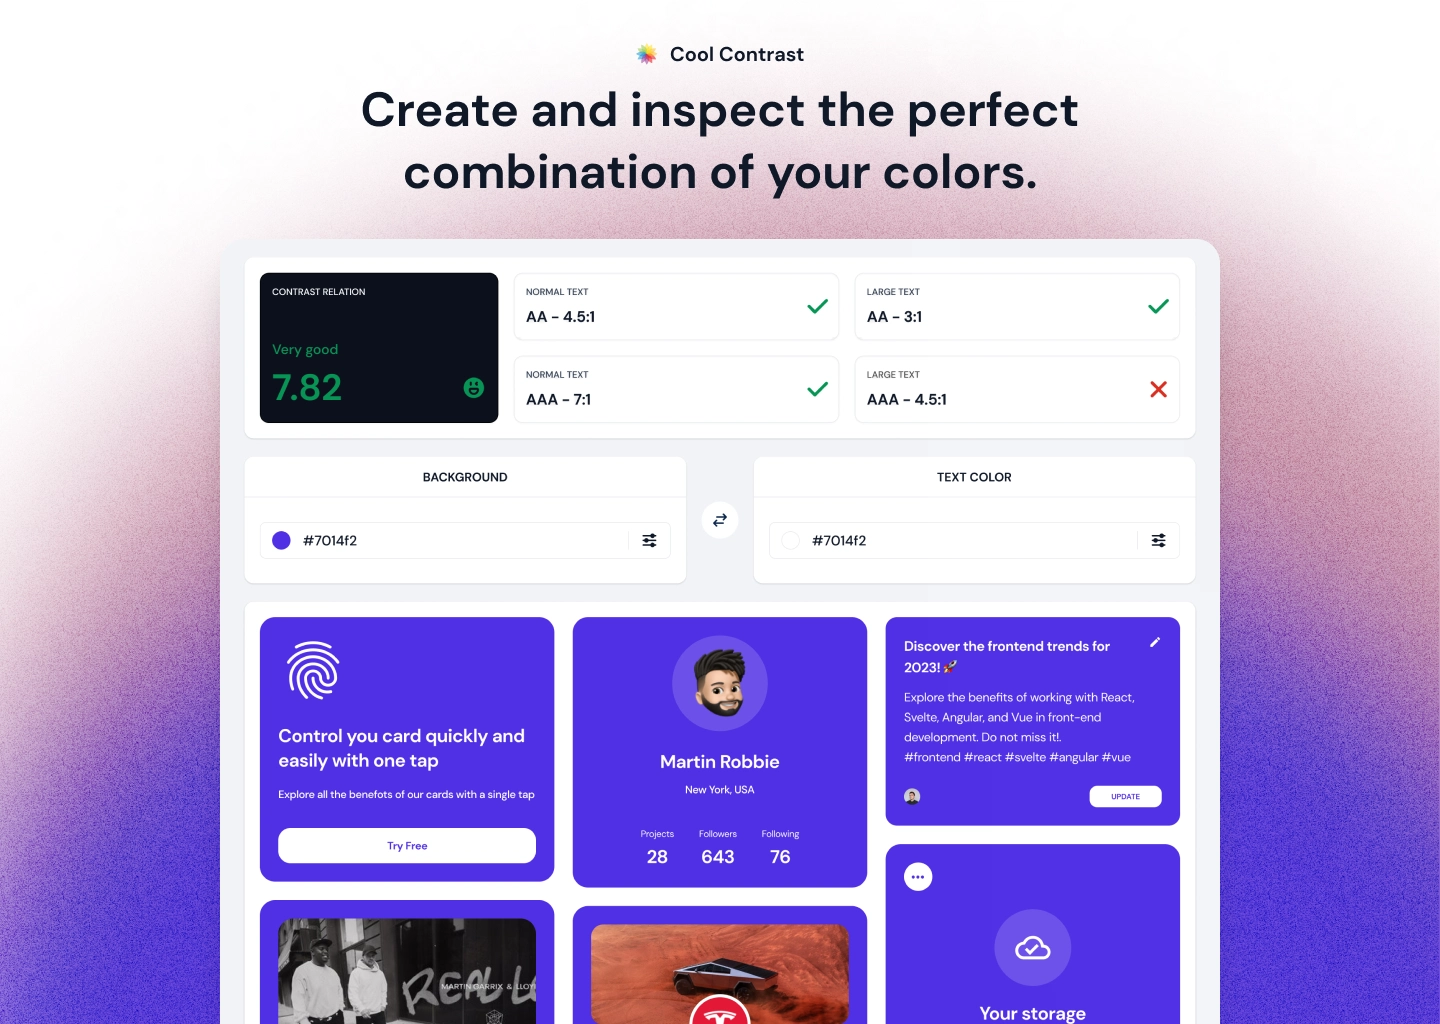 Cool Contrast
Create and inspect the perfect
combination of your colors.
CONTRAST RELATION
Very good
7.82
NORMAL TEXT
AA - 4.5:1
LARGE TEXT
AA - 3:1
NORMAL TEXT
AAA - 7:1
LARGE TEXT
AAA - 4.5:1
BACKGROUND
#7014f2
TEXT COLOR
#7014f2
Control you card quickly and
easily with one tap
Explore all the benefots of our cards with a single tap
Try Free
Martin Robbie
New York, USA
Projects Followers Following
28 643 76
Discover the frontend trends for
2023! 🚀
Explore the benefits of working with React,
Svelte, Angular, and Vue in front-end
development. Do not miss it!.
#frontend #react #svelte #angular #vue
UPDATE
MARTIN GARRIX & LLOY
Your storage